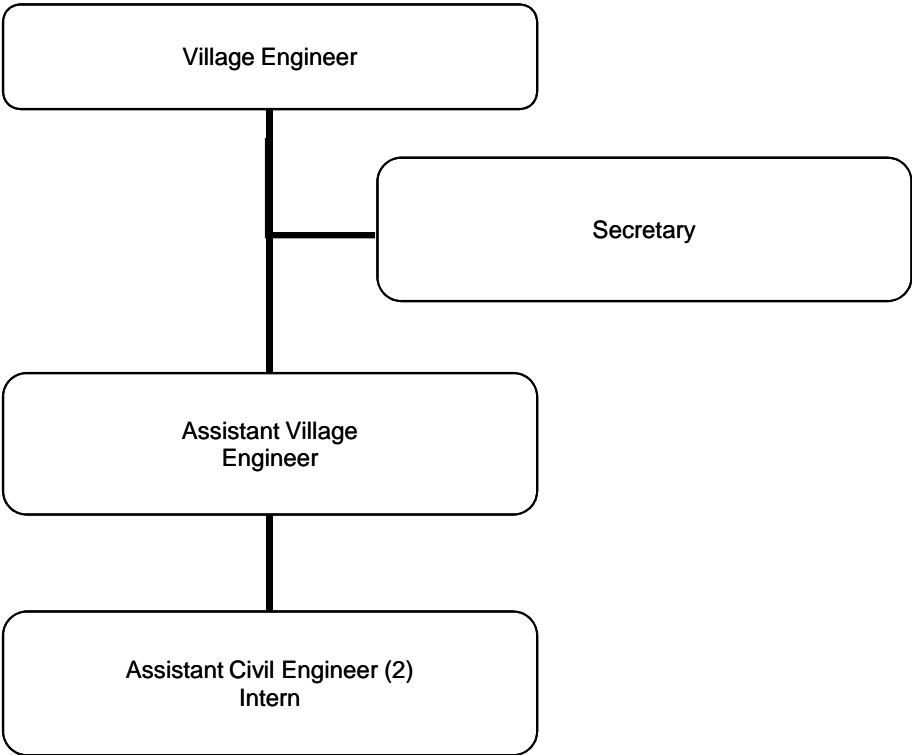 Village Engineer
Secretary
Assistant Village
Engineer
Assistant Civil Engineer (2)
Intern